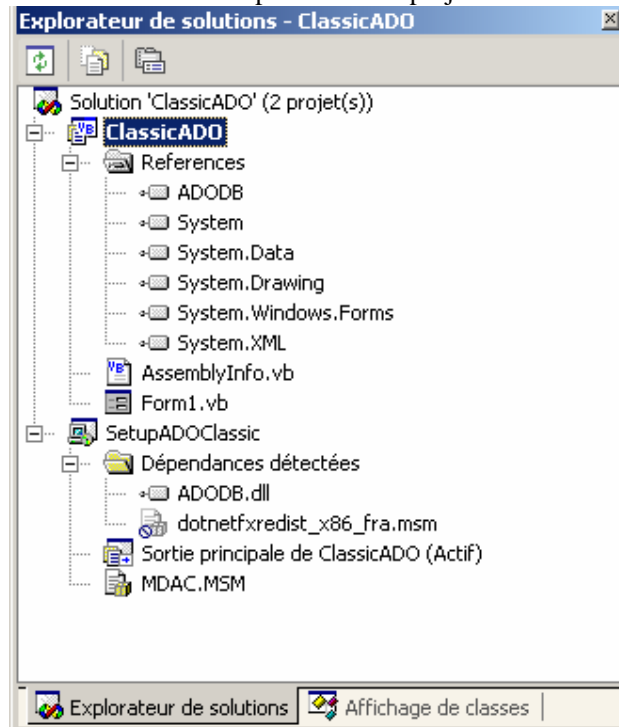 Explorateur de solutions - ClassicADO
Solution 'ClassicADO' (2 projet(s))
ClassicADO
References
ADODB
System
System.Data
System.Drawing
System.Windows.Forms
System.XML
AssemblyInfo.vb
Form1.vb
SetupADOClassic
Dépendances détectées
ADODB.dll
dotnetfxredist_x86_fra.msm
Sortie principale de ClassicADO (Actif)
MDAC.MSM
Explorateur de solutions Affichage de classes